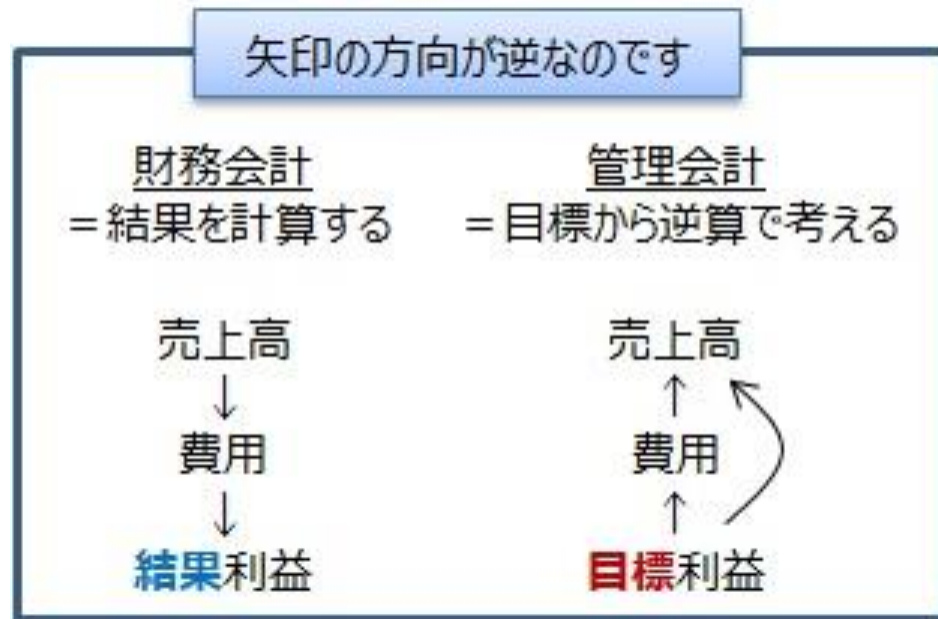 矢印の方向が逆なのです
財務会計
=結果を計算する
売上高
↓
費用
↓
結果利益
管理会計
=目標から逆算で考える
売上高
↑
費用
↑
目標利益